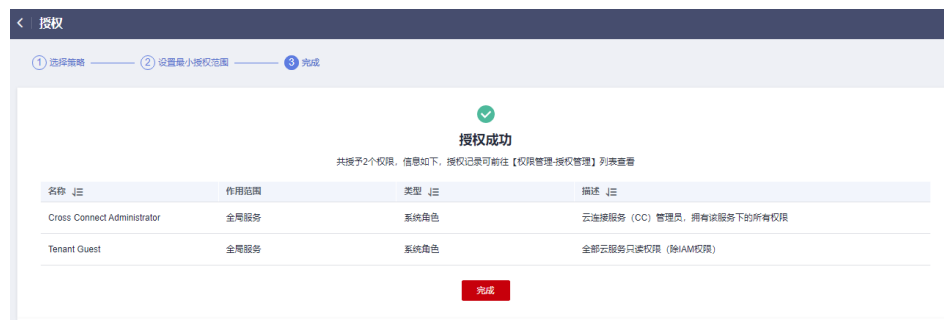 授权
1 选择策略 2 设置最小授权范围 3 完成
授权成功
共授予2个权限，信息如下，授权记录可前往【权限管理-授权管理】列表查看
名称 作用范围 类型 描述
Cross Connect Administrator 全局服务 系统角色 云连接服务（CC）管理员，拥有该服务下的所有权限
Tenant Guest 全局服务 系统角色 全部云服务只读权限（除IAM权限）
完成